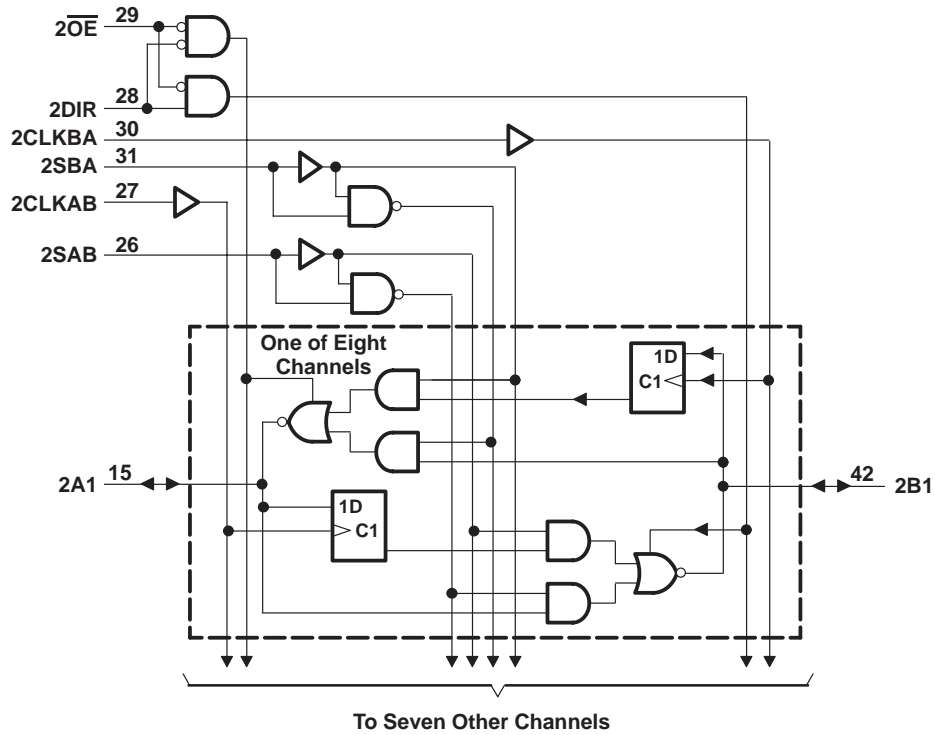 2O̅E̅ 29
2DIR 28
2CLKBA 30
2SBA 31
2CLKAB 27
2SAB 26
One of Eight
Channels
1D
C1
2A1 15
42 2B1
1D
C1
To Seven Other Channels